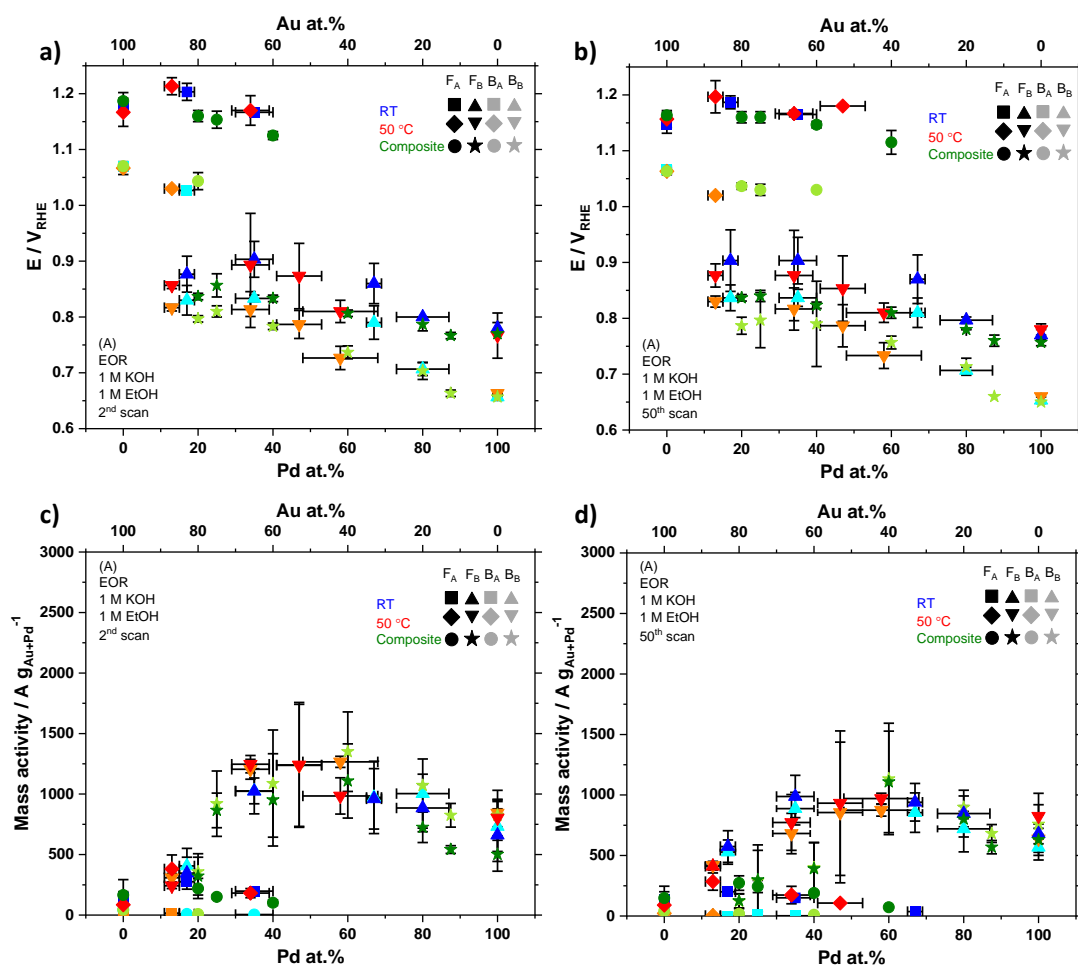 a)
Au at.%
100 80 60 40 20 0
F_A F_B B_A B_B
RT
50 °C
Composite
E / V_RHE
1.2
1.1
1.0
0.9
0.8
0.7
0.6
(A)
EOR
1 M KOH
1 M EtOH
2nd scan
0 20 40 60 80 100
Pd at.%
b)
Au at.%
100 80 60 40 20 0
F_A F_B B_A B_B
RT
50 °C
Composite
E / V_RHE
1.2
1.1
1.0
0.9
0.8
0.7
0.6
(A)
EOR
1 M KOH
1 M EtOH
50th scan
0 20 40 60 80 100
Pd at.%
c)
Au at.%
100 80 60 40 20 0
(A)
EOR
1 M KOH
1 M EtOH
2nd scan
F_A F_B B_A B_B
RT
50 °C
Composite
Mass activity / A g_Au+Pd^-1
3000
2500
2000
1500
1000
500
0
0 20 40 60 80 100
Pd at.%
d)
Au at.%
100 80 60 40 20 0
(A)
EOR
1 M KOH
1 M EtOH
50th scan
F_A F_B B_A B_B
RT
50 °C
Composite
Mass activity / A g_Au+Pd^-1
3000
2500
2000
1500
1000
500
0
0 20 40 60 80 100
Pd at.%